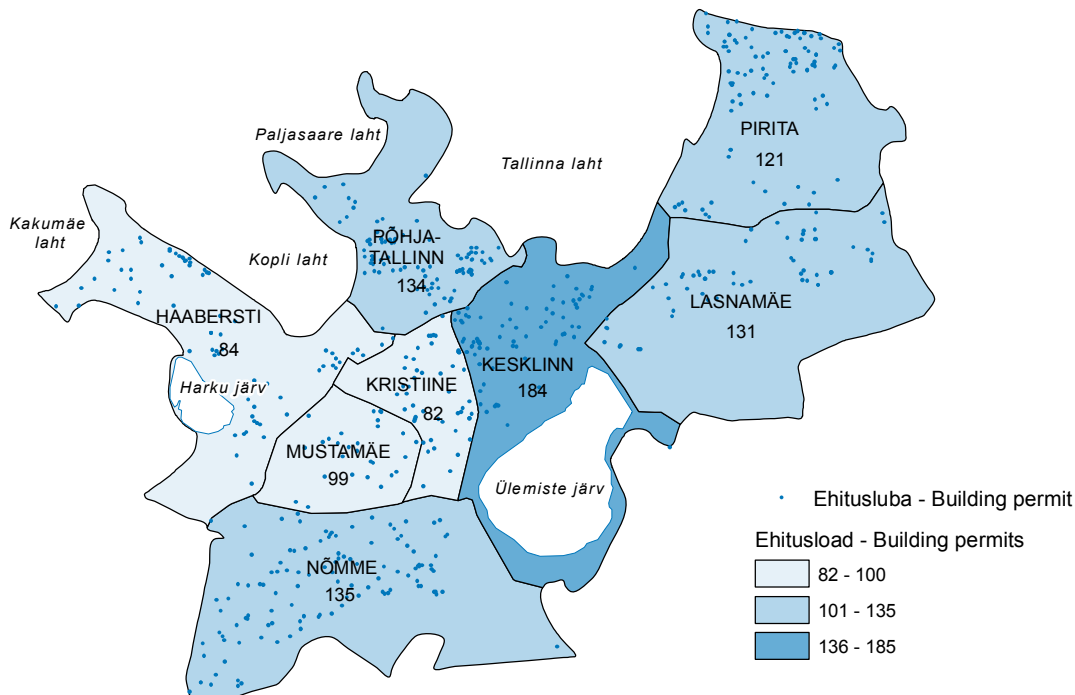 PIRITA
121
Paljasaare laht
Tallinna laht
Kakumäe
laht
Kopli laht
PÕHJA-
TALLINN
134
HAABERSTI
84
LASNAMÄE
131
Harku järv
KRISTIINE
82
KESKLINN
184
MUSTAMÄE
99
Ülemiste järv
NÕMME
135
Ehitusluba - Building permit
Ehitusload - Building permits
82 - 100
101 - 135
136 - 185